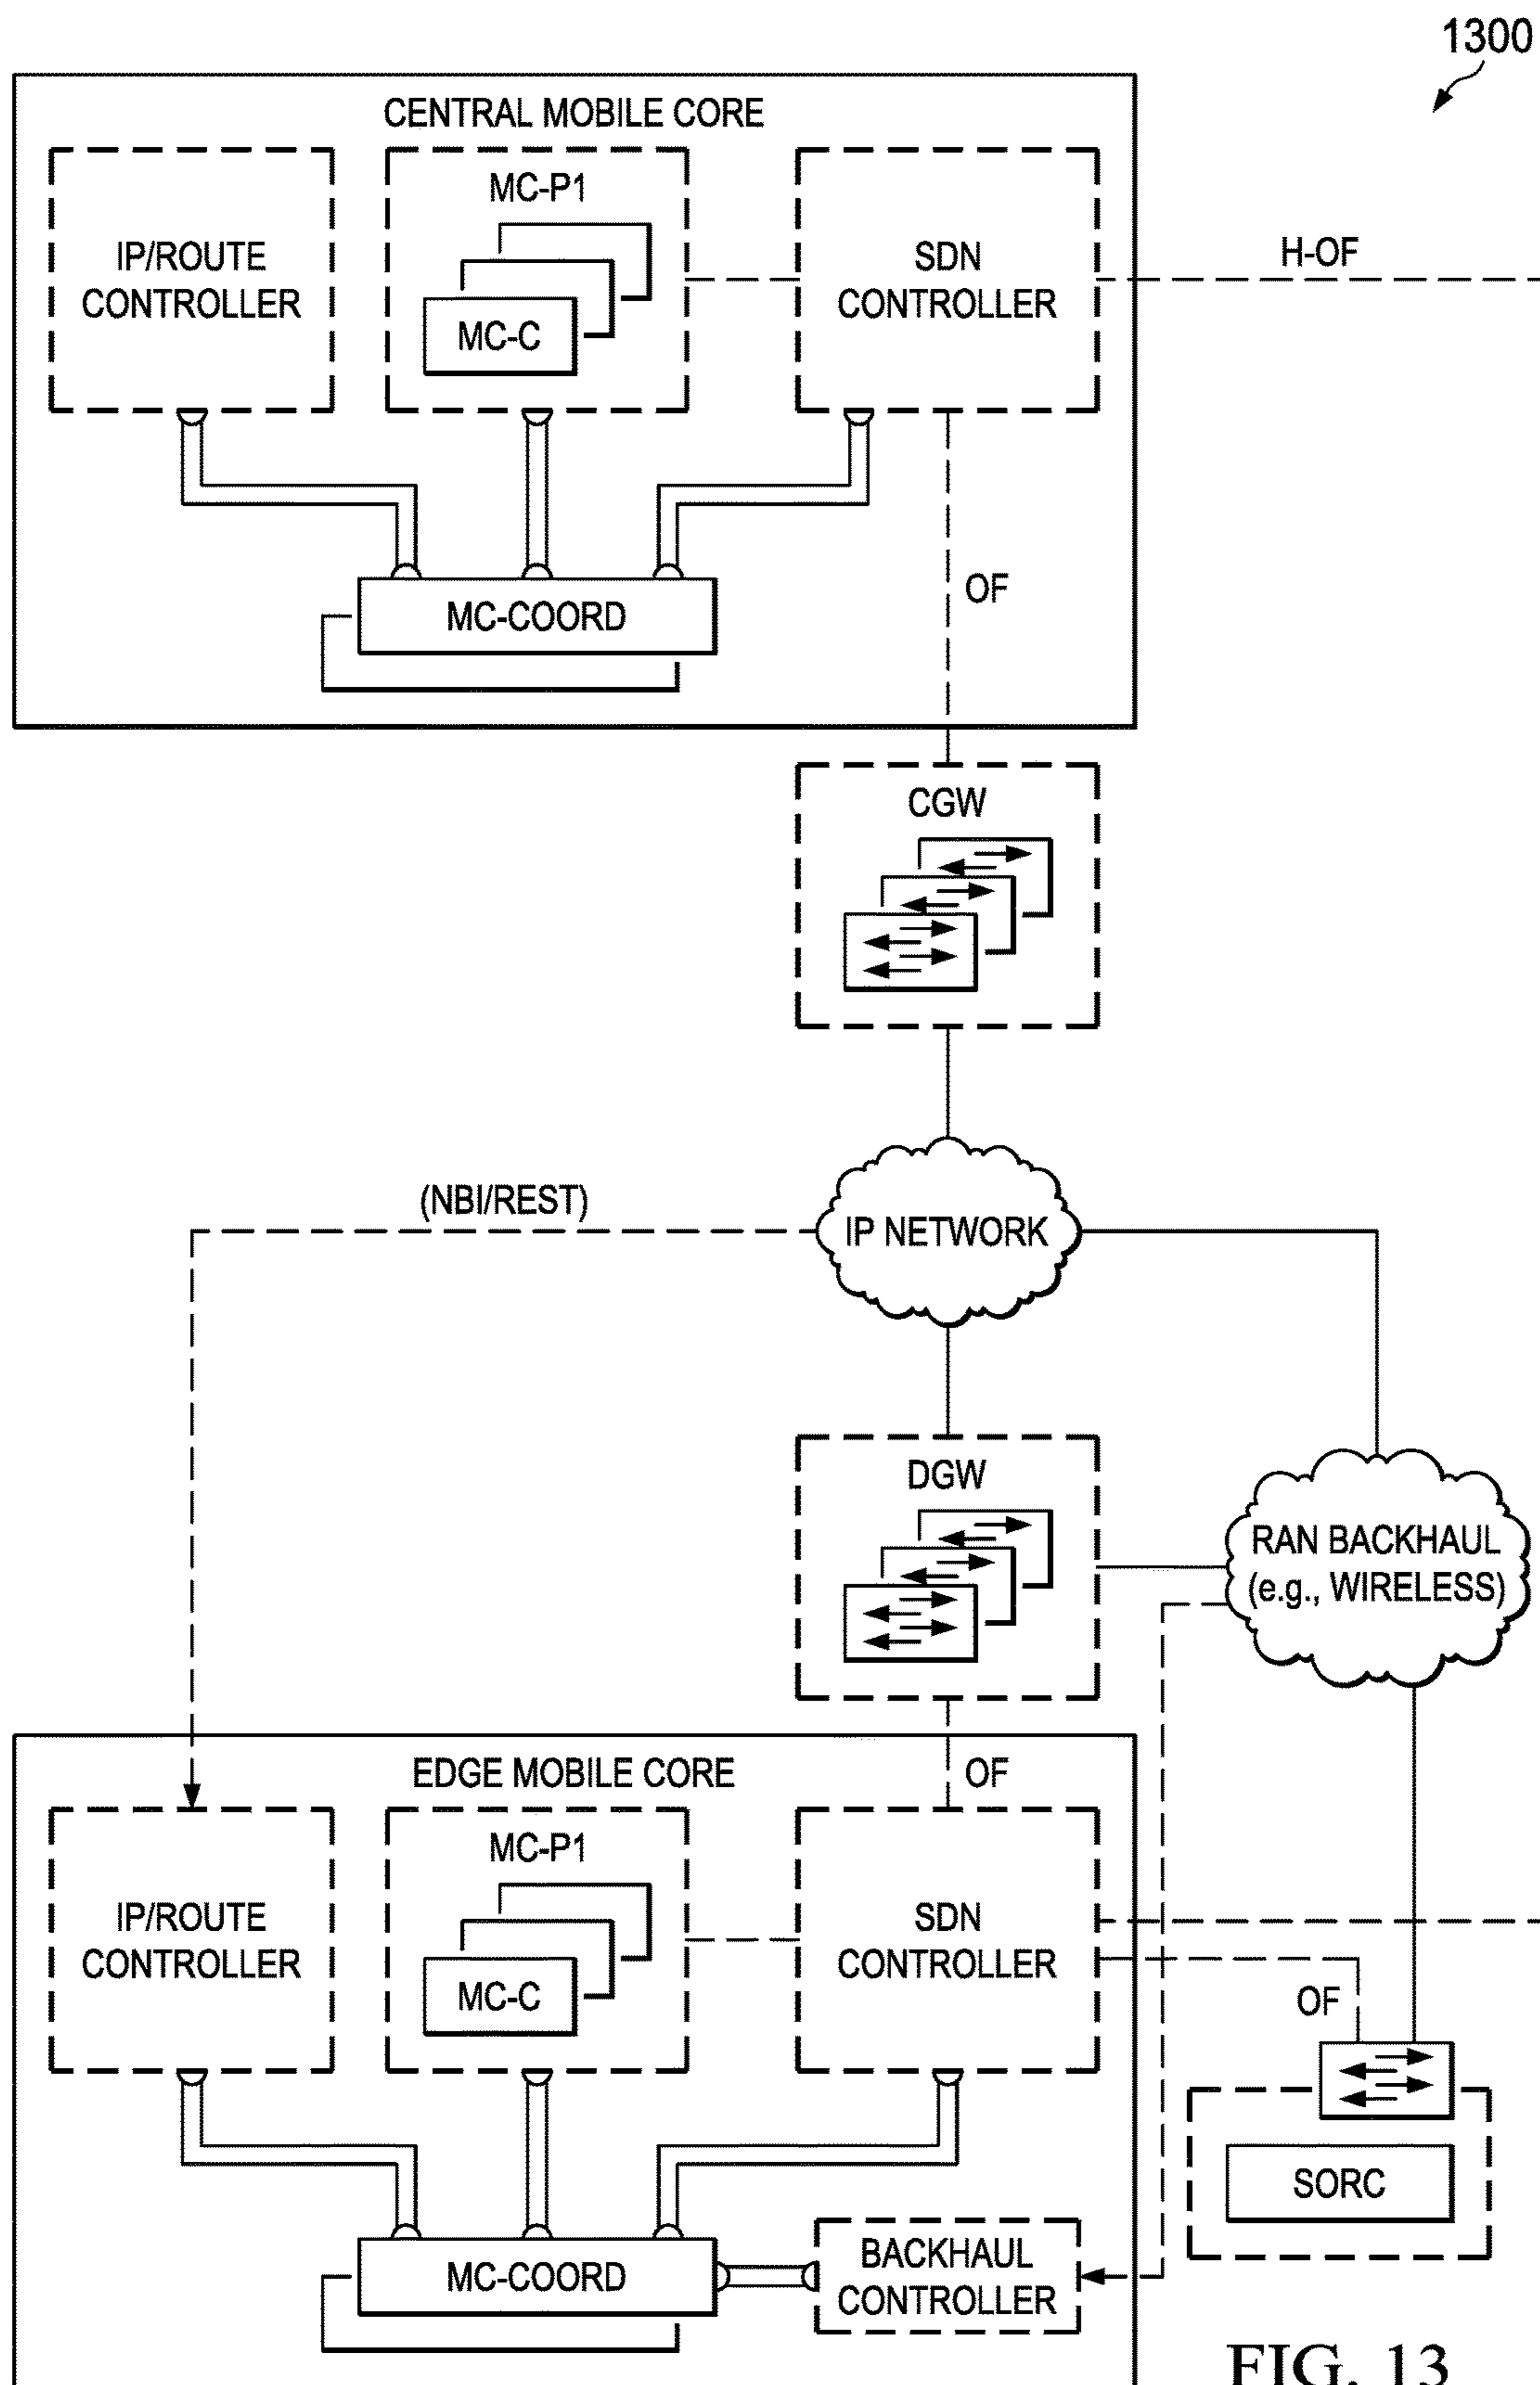 1300
CENTRAL MOBILE CORE
IP/ROUTE
CONTROLLER
MC-P1
MC-C
SDN
CONTROLLER
H-OF
MC-COORD
OF
CGW
(NBI/REST)
IP NETWORK
DGW
RAN BACKHAUL
(e.g., WIRELESS)
EDGE MOBILE CORE
OF
IP/ROUTE
CONTROLLER
MC-P1
MC-C
SDN
CONTROLLER
OF
SORC
MC-COORD
BACKHAUL
CONTROLLER
FIG. 13